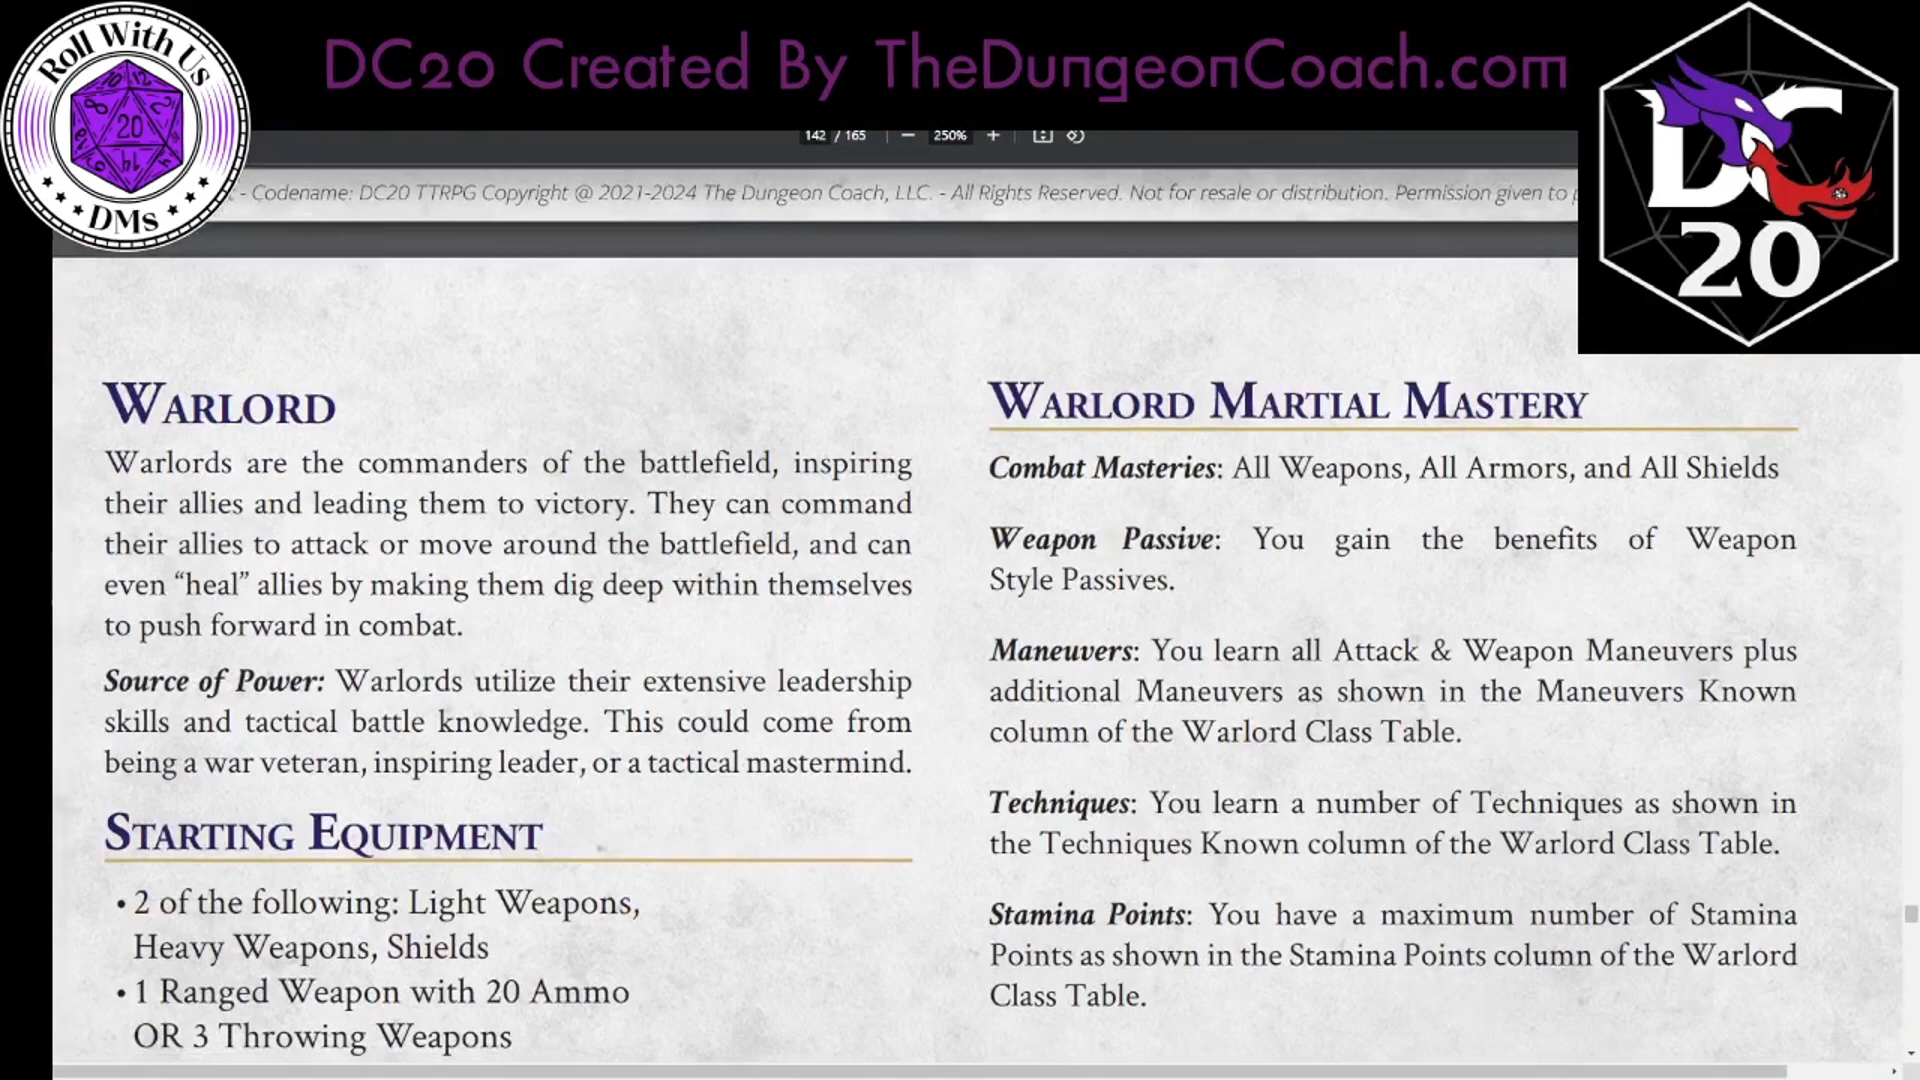 Roll With Us
20
DMs
DC20 Created By TheDungeonCoach.com
DC
20
142 / 165
250%
- Codename: DC20 TTRPG Copyright @ 2021-2024 The Dungeon Coach, LLC. - All Rights Reserved. Not for resale or distribution. Permission given to
WARLORD
Warlords are the commanders of the battlefield, inspiring
their allies and leading them to victory. They can command
their allies to attack or move around the battlefield, and can
even “heal” allies by making them dig deep within themselves
to push forward in combat.
Source of Power: Warlords utilize their extensive leadership
skills and tactical battle knowledge. This could come from
being a war veteran, inspiring leader, or a tactical mastermind.
STARTING EQUIPMENT
• 2 of the following: Light Weapons,
Heavy Weapons, Shields
• 1 Ranged Weapon with 20 Ammo
OR 3 Throwing Weapons
WARLORD MARTIAL MASTERY
Combat Masteries: All Weapons, All Armors, and All Shields
Weapon Passive: You gain the benefits of Weapon
Style Passives.
Maneuvers: You learn all Attack & Weapon Maneuvers plus
additional Maneuvers as shown in the Maneuvers Known
column of the Warlord Class Table.
Techniques: You learn a number of Techniques as shown in
the Techniques Known column of the Warlord Class Table.
Stamina Points: You have a maximum number of Stamina
Points as shown in the Stamina Points column of the Warlord
Class Table.